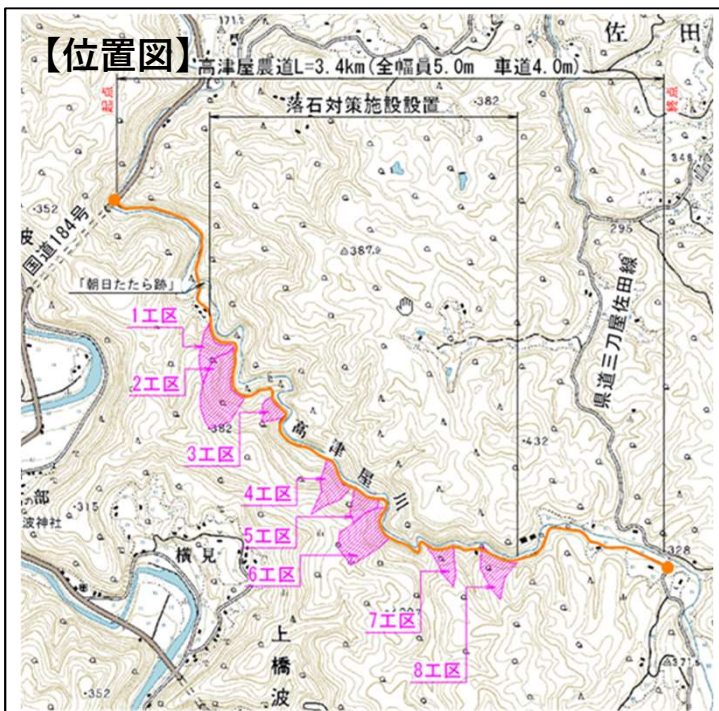 【位置図】
高津屋農道L=3.4km(全幅員5.0m 車道4.0m)
佐田
起点
終点
落石対策施設設置
・382
・352
国道184号
△387.9
295
「朝日たたら跡」
県道三刀屋佐田線
1工区
2工区
・382
3工区
高津屋川
・432
4工区
5工区
6工区
7工区
8工区
・315
部
波神社
横見
328
上橋波
・352